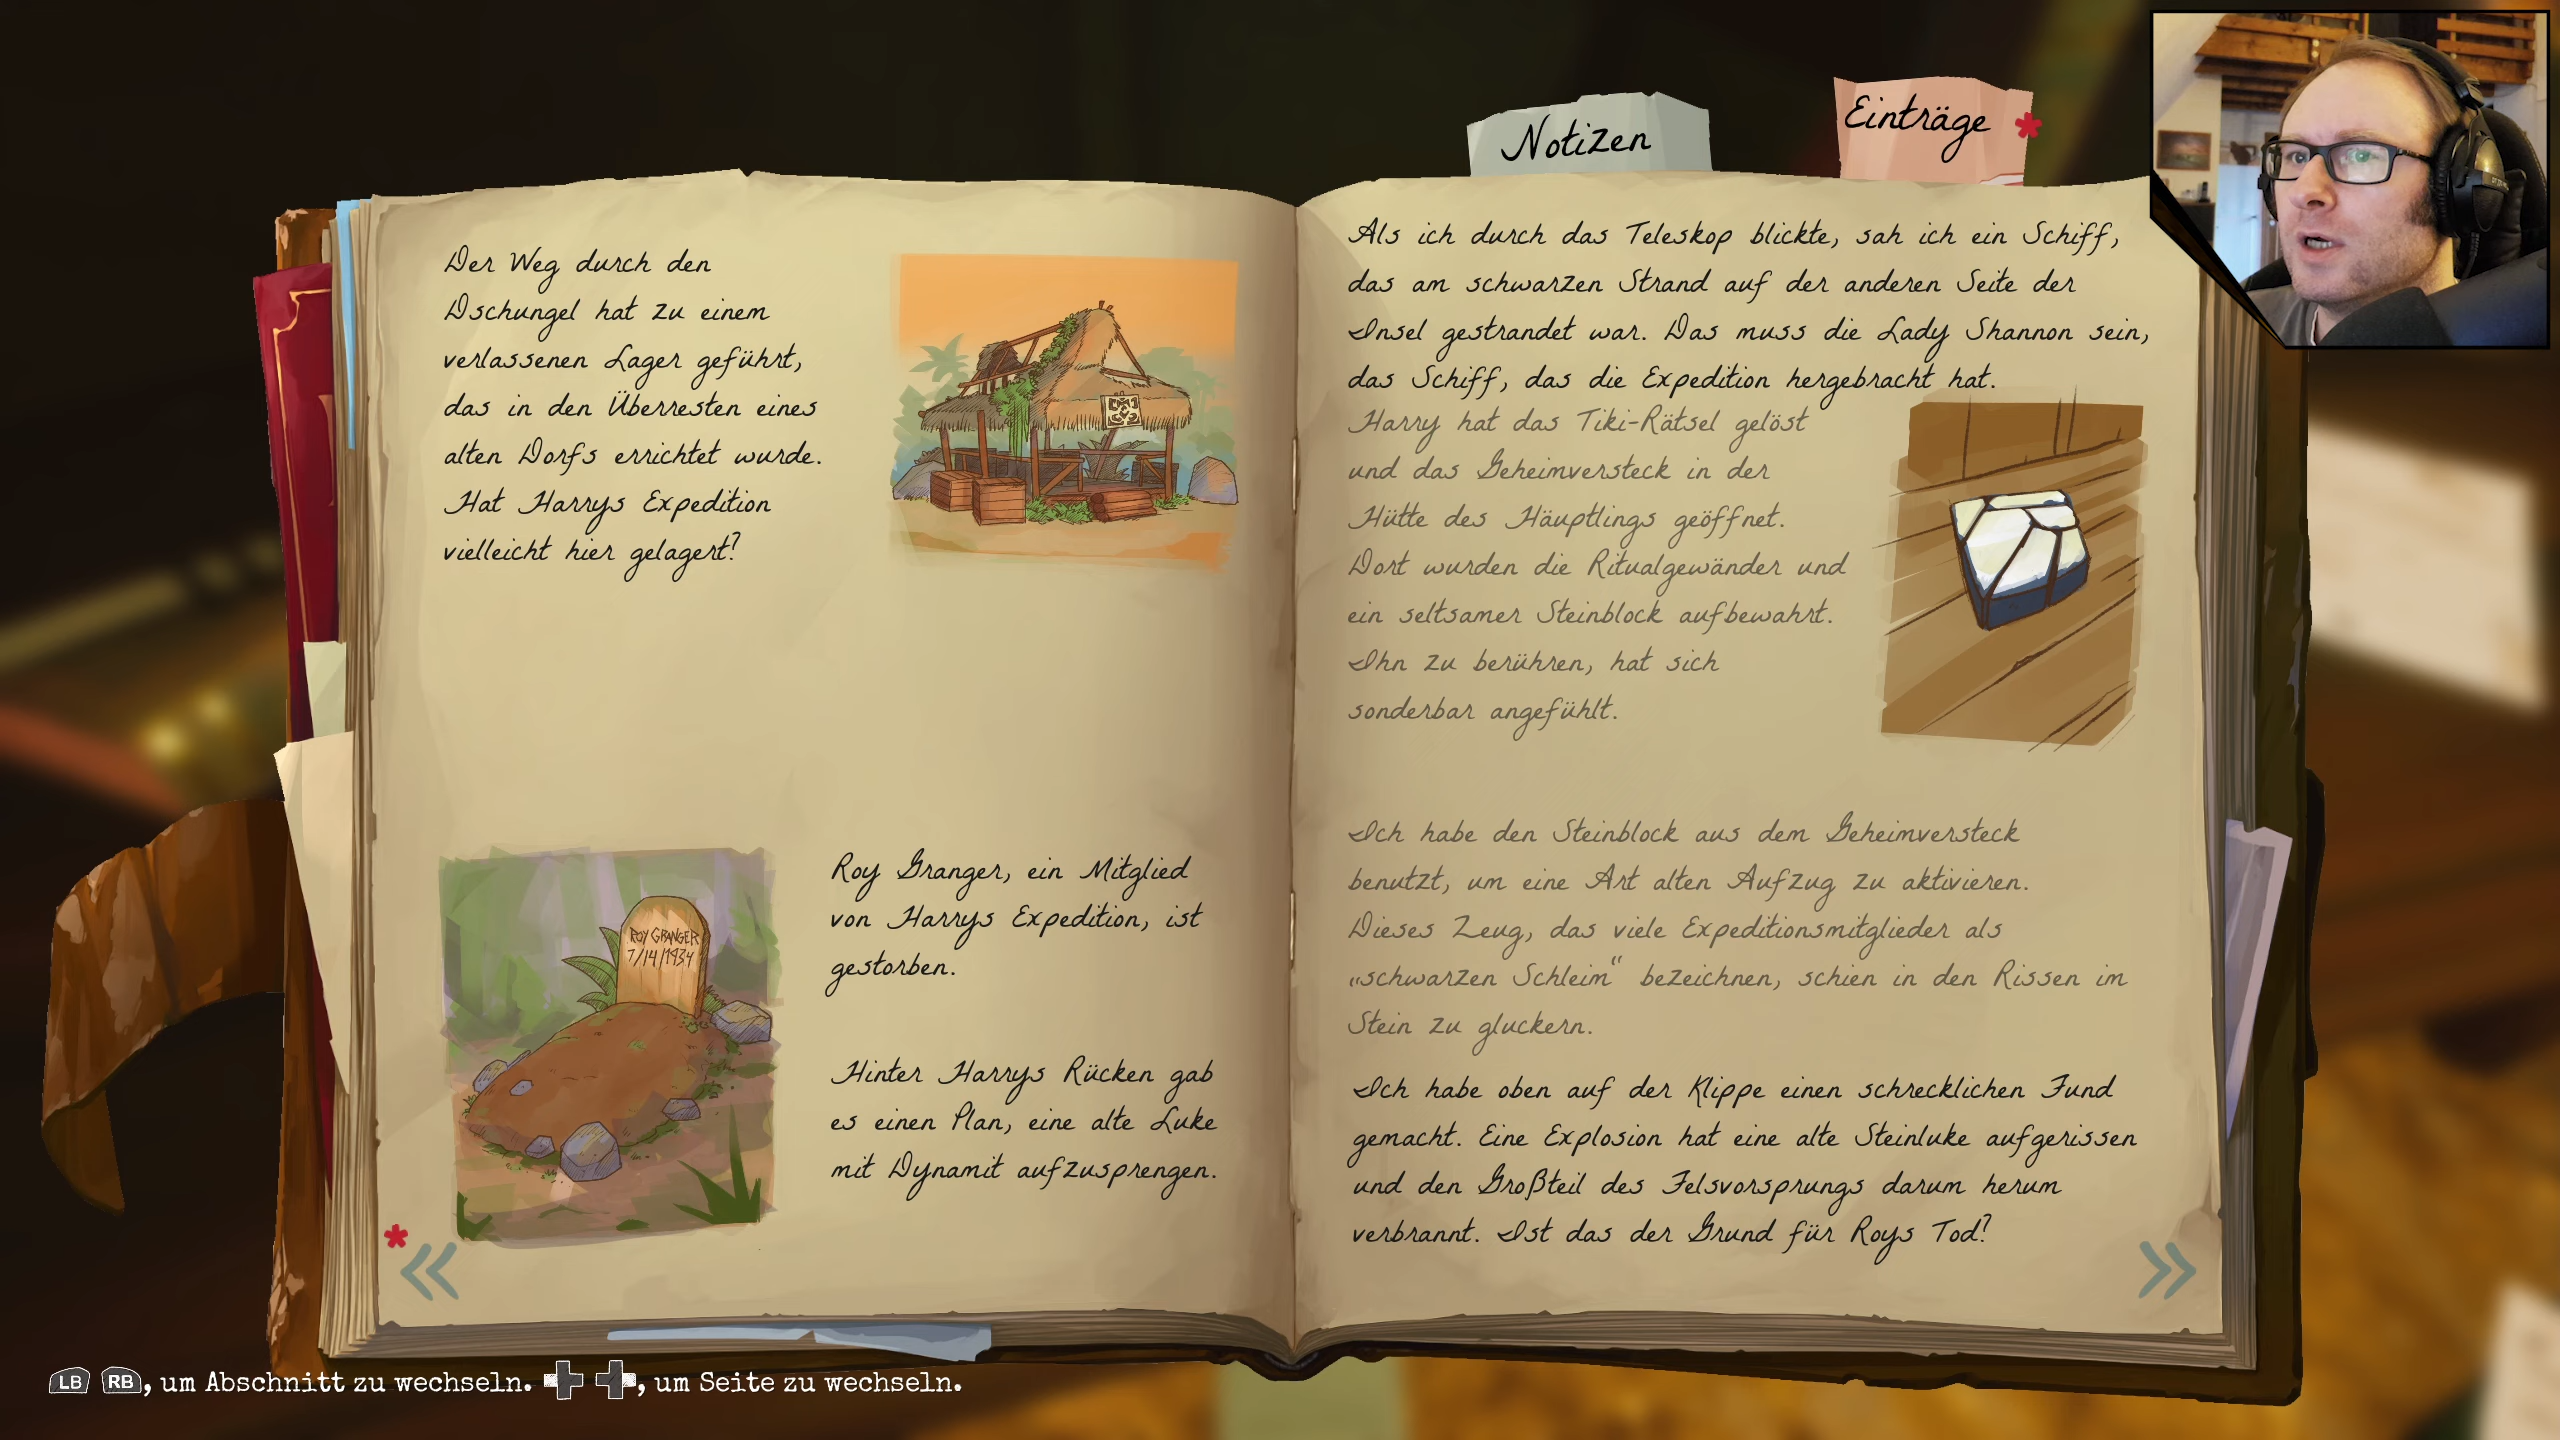 Notizen
Einträge *
Der Weg durch den
Dschungel hat zu einem
verlassenen Lager geführt,
das in den Überresten eines
alten Dorfs errichtet wurde.
Hat Harrys Expedition
vielleicht hier gelagert?
ROY GRANGER
7/14/1934
Roy Granger, ein Mitglied
von Harrys Expedition, ist
gestorben.
Hinter Harrys Rücken gab
es einen Plan, eine alte Luke
mit Dynamit aufzusprengen.
*
Als ich durch das Teleskop blickte, sah ich ein Schiff,
das am schwarzen Strand auf der anderen Seite der
Insel gestrandet war. Das muss die Lady Shannon sein,
das Schiff, das die Expedition hergebracht hat.
Harry hat das Tiki-Rätsel gelöst
und das Geheimversteck in der
Hütte des Häuptlings geöffnet.
Dort wurden die Ritualgewänder und
ein seltsamer Steinblock aufbewahrt.
Ihn zu berühren, hat sich
sonderbar angefühlt.
Ich habe den Steinblock aus dem Geheimversteck
benutzt, um eine Art alten Aufzug zu aktivieren.
Dieses Zeug, das viele Expeditionsmitglieder als
„schwarzen Schleim“ bezeichnen, schien in den Rissen im
Stein zu gluckern.
Ich habe oben auf der Klippe einen schrecklichen Fund
gemacht. Eine Explosion hat eine alte Steinluke aufgerissen
und den Großteil des Felsvorsprungs darum herum
verbrannt. Ist das der Grund für Roys Tod?
LB RB, um Abschnitt zu wechseln. , um Seite zu wechseln.